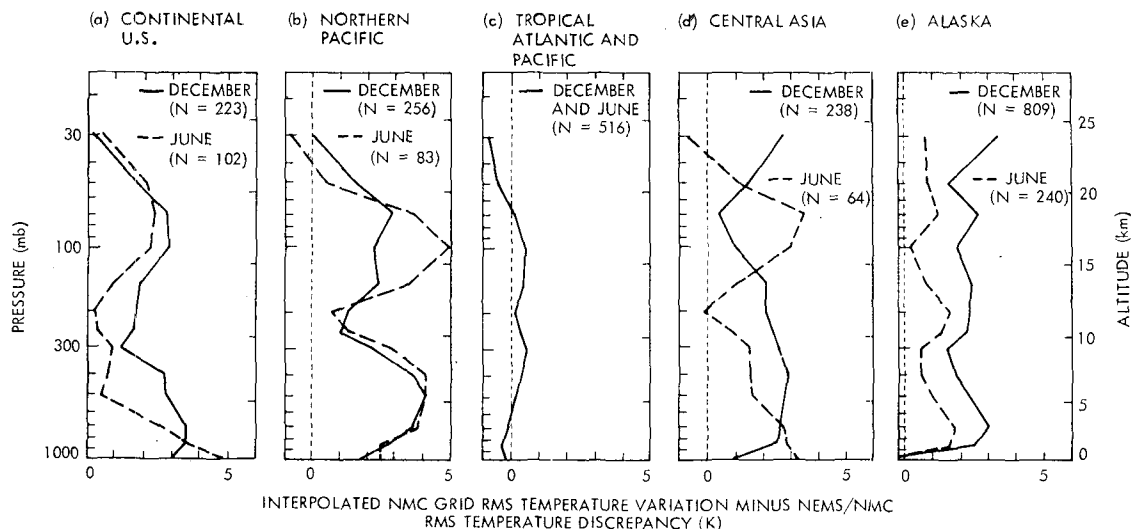 (a) CONTINENTAL
U.S.
(b) NORTHERN
PACIFIC
(c) TROPICAL
ATLANTIC AND
PACIFIC
(d) CENTRAL ASIA
(e) ALASKA
DECEMBER
(N = 223)
JUNE
(N = 102)
DECEMBER
(N = 256)
JUNE
(N = 83)
DECEMBER
AND JUNE
(N = 516)
DECEMBER
(N = 238)
JUNE
(N = 64)
DECEMBER
(N = 809)
JUNE
(N = 240)
PRESSURE (mb)
30
100
300
1000
25
20
15
10
5
0
ALTITUDE (km)
0 5
0 5
0 5
0 5
0 5
INTERPOLATED NMC GRID RMS TEMPERATURE VARIATION MINUS NEMS/NMC
RMS TEMPERATURE DISCREPANCY (K)